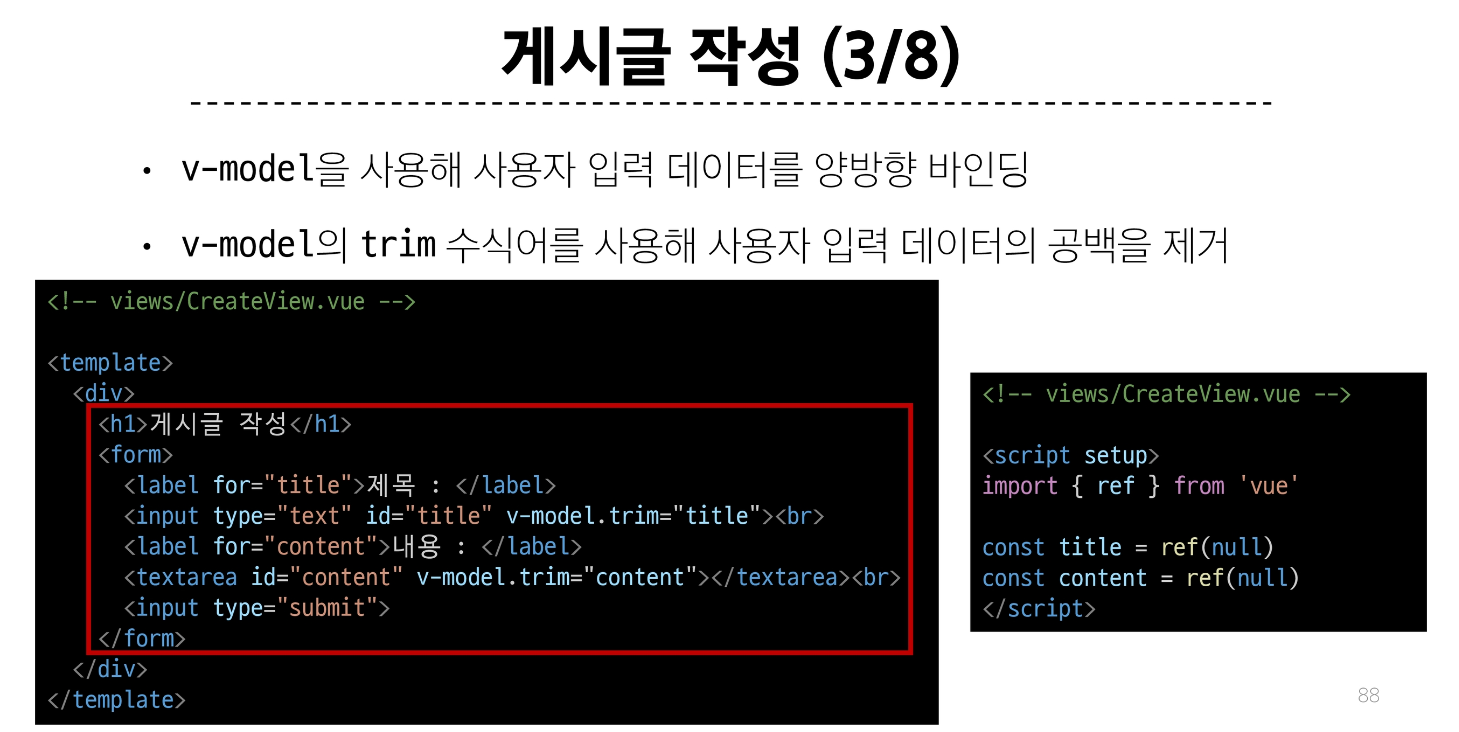 게시글 작성 (3/8)
• v-model을 사용해 사용자 입력 데이터를 양방향 바인딩
• v-model의 trim 수식어를 사용해 사용자 입력 데이터의 공백을 제거
<!-- views/CreateView.vue -->
<template>
  <div>
    <h1>게시글 작성</h1>
    <form>
      <label for="title">제목 : </label>
      <input type="text" id="title" v-model.trim="title"><br>
      <label for="content">내용 : </label>
      <textarea id="content" v-model.trim="content"></textarea><br>
      <input type="submit">
    </form>
  </div>
</template>
<!-- views/CreateView.vue -->
<script setup>
import { ref } from 'vue'
const title = ref(null)
const content = ref(null)
</script>
88